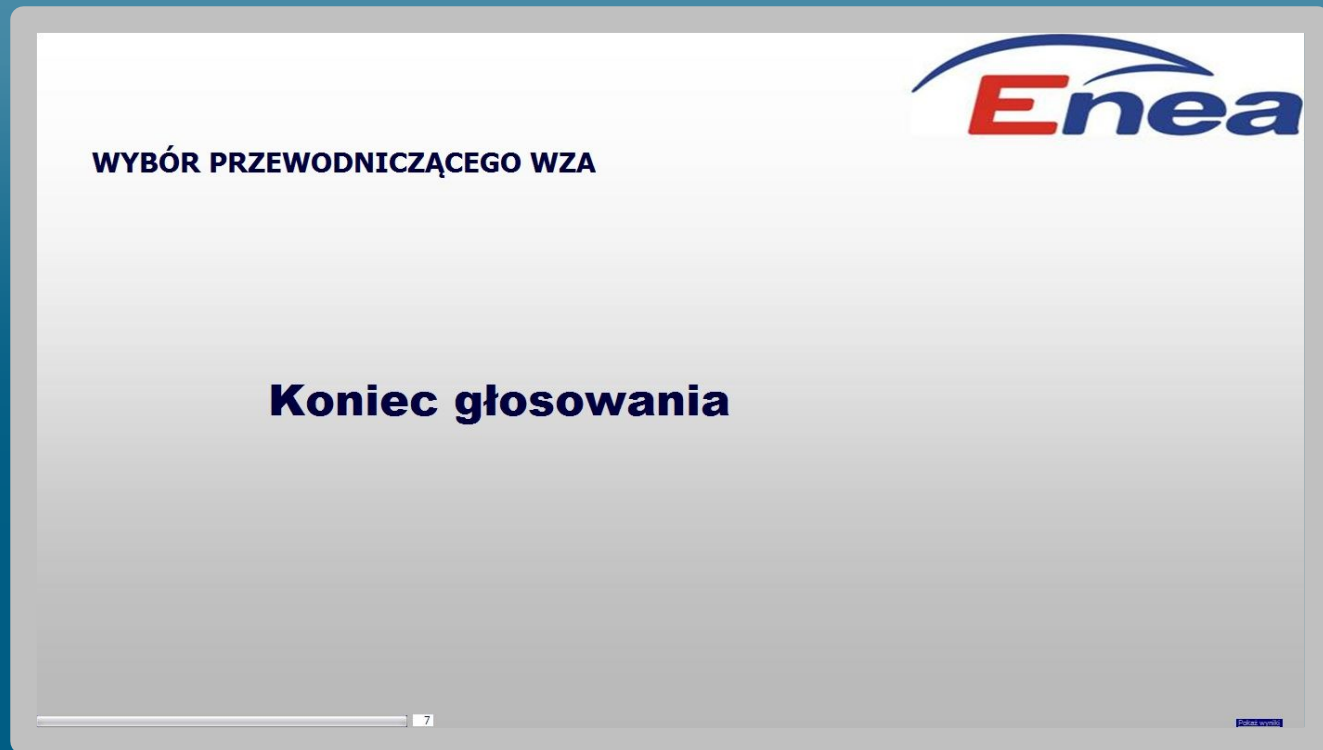 Enea
WYBÓR PRZEWODNICZĄCEGO WZA
Koniec głosowania
7
Pokaż wyniki